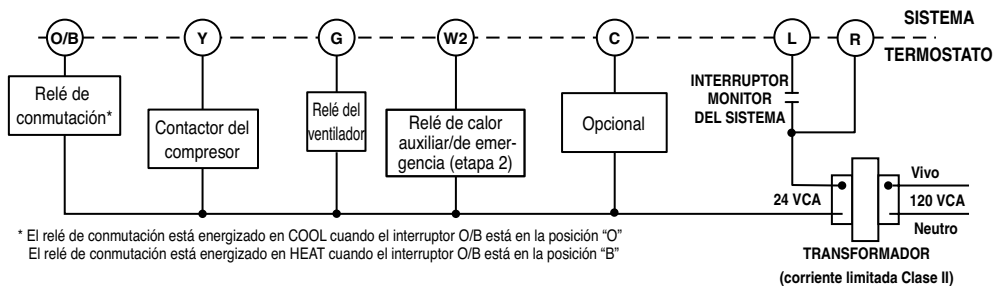 SISTEMA
O/B
Y
G
W2
C
L
R
TERMOSTATO
Relé de
conmutación*
Contactor del
compresor
Relé del
ventilador
Relé de calor
auxiliar/de emer-
gencia (etapa 2)
Opcional
INTERRUPTOR
MONITOR
DEL SISTEMA
24 VCA
Vivo
120 VCA
Neutro
TRANSFORMADOR
(corriente limitada Clase II)
* El relé de conmutación está energizado en COOL cuando el interruptor O/B está en la posición “O”
El relé de conmutación está energizado en HEAT cuando el interruptor O/B está en la posición “B”